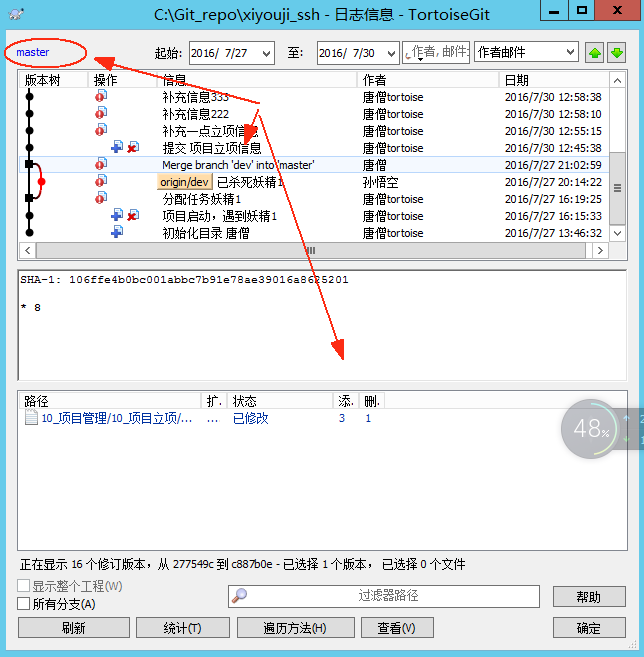 C:\Git_repo\xiyouji_ssh - 日志信息 - TortoiseGit
master 起始: 2016/ 7/27 至: 2016/ 7/30 作者, 邮件 作者邮件
版本树 操作 信息 作者 日期
补充信息333 唐僧tortoise 2016/7/30 12:58:38
补充信息222 唐僧tortoise 2016/7/30 12:58:10
补充一点立项信息 唐僧tortoise 2016/7/30 12:55:15
提交 项目立项信息 唐僧tortoise 2016/7/30 12:45:38
Merge branch 'dev' into 'master' 唐僧 2016/7/27 21:02:59
origin/dev 已杀死妖精1 孙悟空 2016/7/27 20:14:22
分配任务妖精1 唐僧tortoise 2016/7/27 16:19:25
项目启动，遇到妖精1 唐僧tortoise 2016/7/27 16:15:33
初始化目录 唐僧 唐僧tortoise 2016/7/27 13:46:32
SHA-1: 106ffe4b0bc001abbc7b91e78ae39016a8625201
* 8
路径 扩. 状态 添. 删.
10_项目管理/10_项目立项/... ... 已修改 3 1
48%
正在显示 16 个修订版本，从 277549c 到 c887b0e - 已选择 1 个版本， 已选择 0 个文件
显示整个工程(W)
所有分支(A) 过滤器路径 帮助
刷新 统计(T) 遍历方法(H) 查看(V) 确定